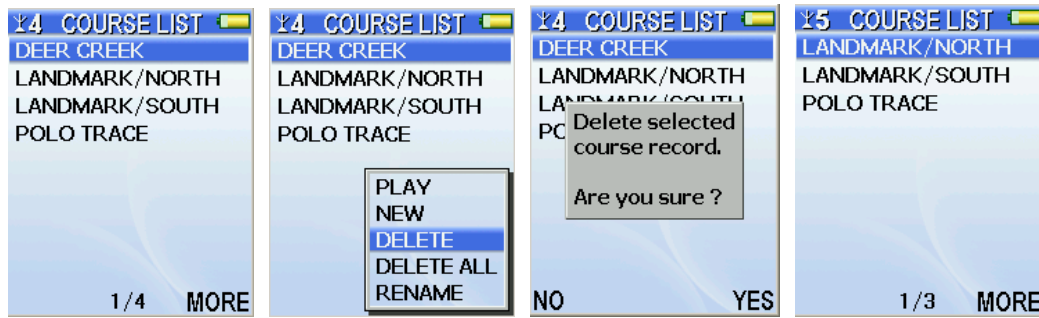 4 COURSE LIST
DEER CREEK
LANDMARK/NORTH
LANDMARK/SOUTH
POLO TRACE
1/4 MORE
4 COURSE LIST
DEER CREEK
LANDMARK/NORTH
LANDMARK/SOUTH
POLO TRACE
PLAY
NEW
DELETE
DELETE ALL
RENAME
4 COURSE LIST
DEER CREEK
LANDMARK/NORTH
Delete selected
course record.
Are you sure ?
NO YES
5 COURSE LIST
LANDMARK/NORTH
LANDMARK/SOUTH
POLO TRACE
1/3 MORE